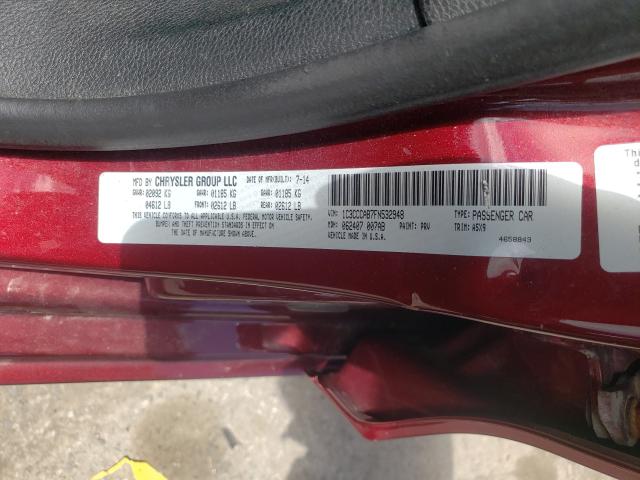 MFD BY CHRYSLER GROUP LLC DATE OF MFR(BUILT): 7-14
GVWR: 02092 KG GAWR: 01185 KG GAWR: 01185 KG
04612 LB FRONT: 02612 LB REAR: 02612 LB
THIS VEHICLE CONFORMS TO ALL APPLICABLE U.S.A. FEDERAL MOTOR VEHICLE SAFETY,
BUMPER AND THEFT PREVENTION STANDARDS IN EFFECT ON
THE DATE OF MANUFACTURE SHOWN ABOVE.
VIN: 1C3CCCAB7FN532948 TYPE: PASSENGER CAR
MDH: 062407 007AB PAINT: PRV TRIM: A5X9
VEHICLE MADE IN U.S.A. 4658843